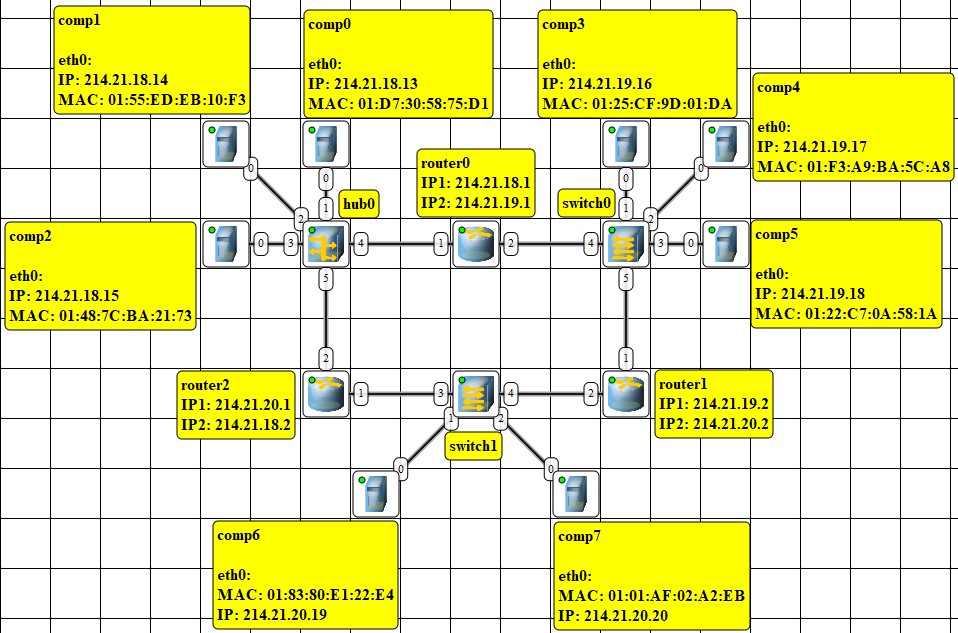 comp1
eth0:
IP: 214.21.18.14
MAC: 01:55:ED:EB:10:F3
comp0
eth0:
IP: 214.21.18.13
MAC: 01:D7:30:58:75:D1
comp3
eth0:
IP: 214.21.19.16
MAC: 01:25:CF:9D:01:DA
comp4
eth0:
IP: 214.21.19.17
MAC: 01:F3:A9:BA:5C:A8
router0
IP1: 214.21.18.1
IP2: 214.21.19.1
0
0
0
0
2
1
hub0
switch0
1
2
comp2
eth0:
IP: 214.21.18.15
MAC: 01:48:7C:BA:21:73
0
3
4
1
2
4
3
0
comp5
eth0:
IP: 214.21.19.18
MAC: 01:22:C7:0A:58:1A
5
5
2
1
router2
IP1: 214.21.20.1
IP2: 214.21.18.2
1
3
4
2
router1
IP1: 214.21.19.2
IP2: 214.21.20.2
1
2
switch1
0
0
comp6
eth0:
MAC: 01:83:80:E1:22:E4
IP: 214.21.20.19
comp7
eth0:
MAC: 01:01:AF:02:A2:EB
IP: 214.21.20.20